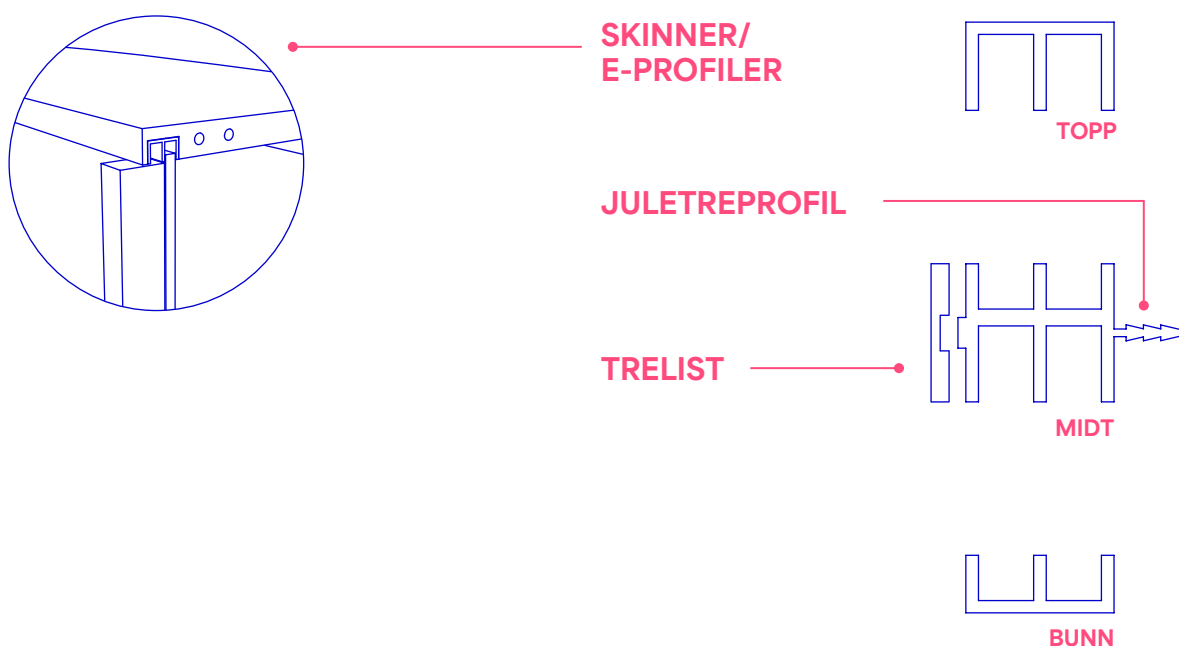 SKINNER/
E-PROFILER
TOPP
JULETREPROFIL
TRELIST
MIDT
BUNN